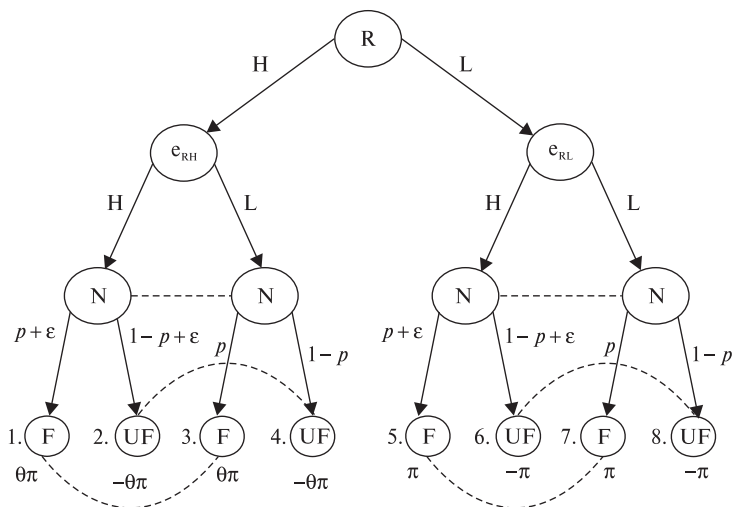 R
H L
e_RH e_RL
H L H L
N N N N
p + ε 1 – p + ε p 1 – p p + ε 1 – p + ε p 1 – p
1. F 2. UF 3. F 4. UF 5. F 6. UF 7. F 8. UF
θπ –θπ θπ –θπ π –π π –π